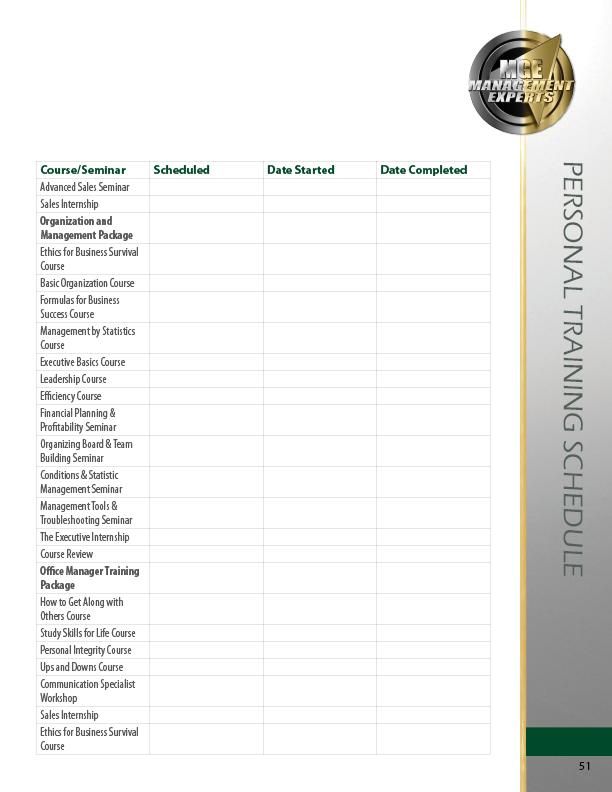 MGE
MANAGEMENT
EXPERTS
Course/Seminar Scheduled Date Started Date Completed
Advanced Sales Seminar
Sales Internship
Organization and
Management Package
Ethics for Business Survival
Course
Basic Organization Course
Formulas for Business
Success Course
Management by Statistics
Course
Executive Basics Course
Leadership Course
Efficiency Course
Financial Planning &
Profitability Seminar
Organizing Board & Team
Building Seminar
Conditions & Statistic
Management Seminar
Management Tools &
Troubleshooting Seminar
The Executive Internship
Course Review
Office Manager Training
Package
How to Get Along with
Others Course
Study Skills for Life Course
Personal Integrity Course
Ups and Downs Course
Communication Specialist
Workshop
Sales Internship
Ethics for Business Survival
Course
PERSONAL TRAINING SCHEDULE
51